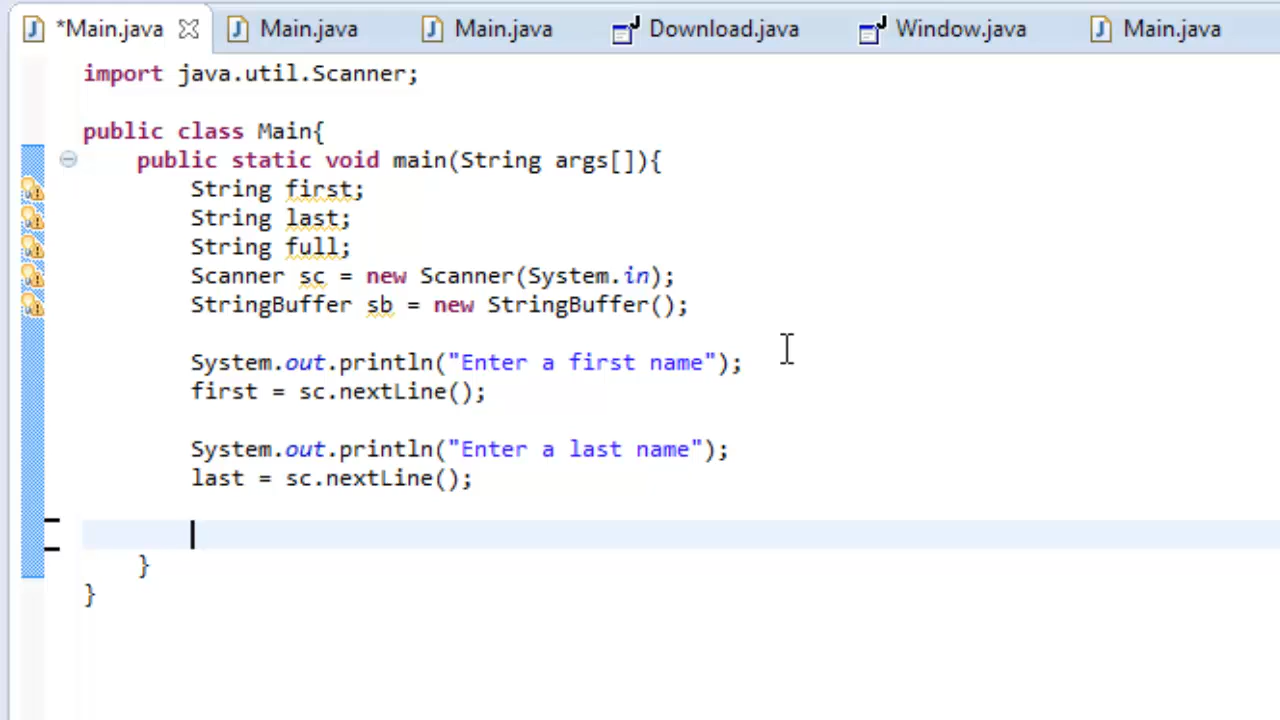 *Main.java Main.java Main.java Download.java Window.java Main.java
import java.util.Scanner;
public class Main{
public static void main(String args[]){
String first;
String last;
String full;
Scanner sc = new Scanner(System.in);
StringBuffer sb = new StringBuffer();
System.out.println("Enter a first name");
first = sc.nextLine();
System.out.println("Enter a last name");
last = sc.nextLine();
}
}